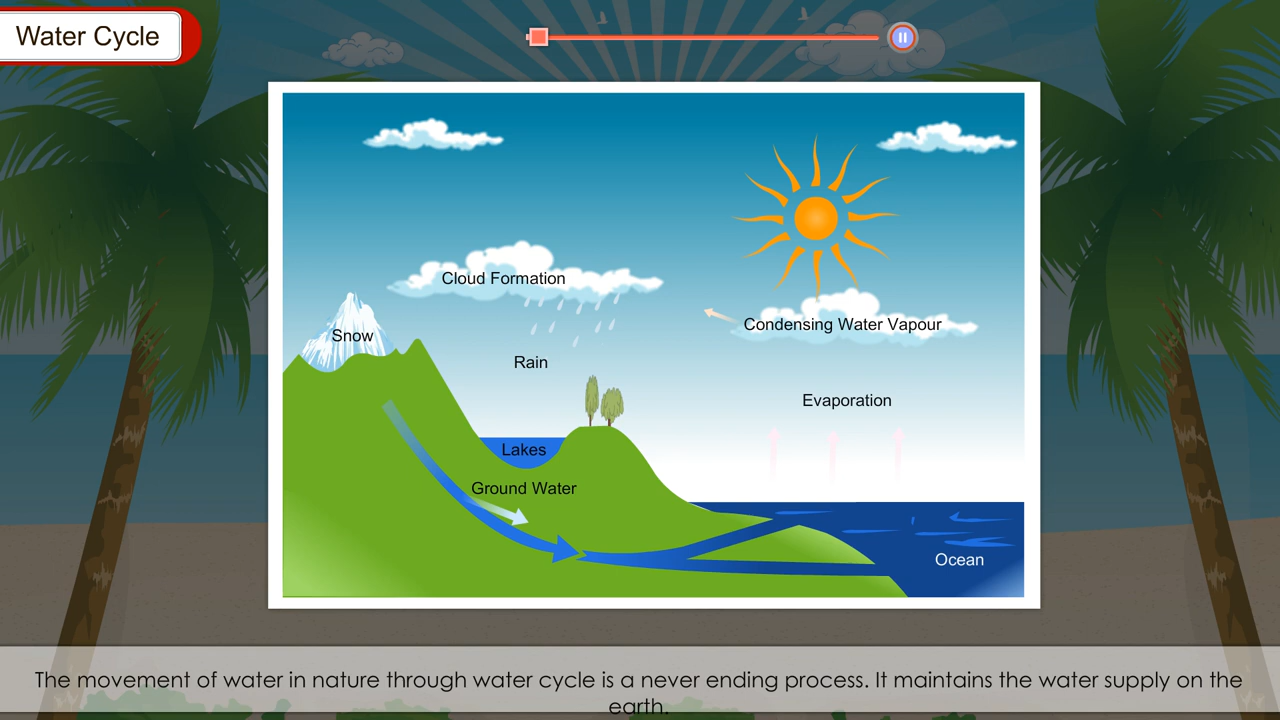 Water Cycle
Cloud Formation
Condensing Water Vapour
Snow
Rain
Evaporation
Lakes
Ground Water
Ocean
The movement of water in nature through water cycle is a never ending process. It maintains the water supply on the
earth.